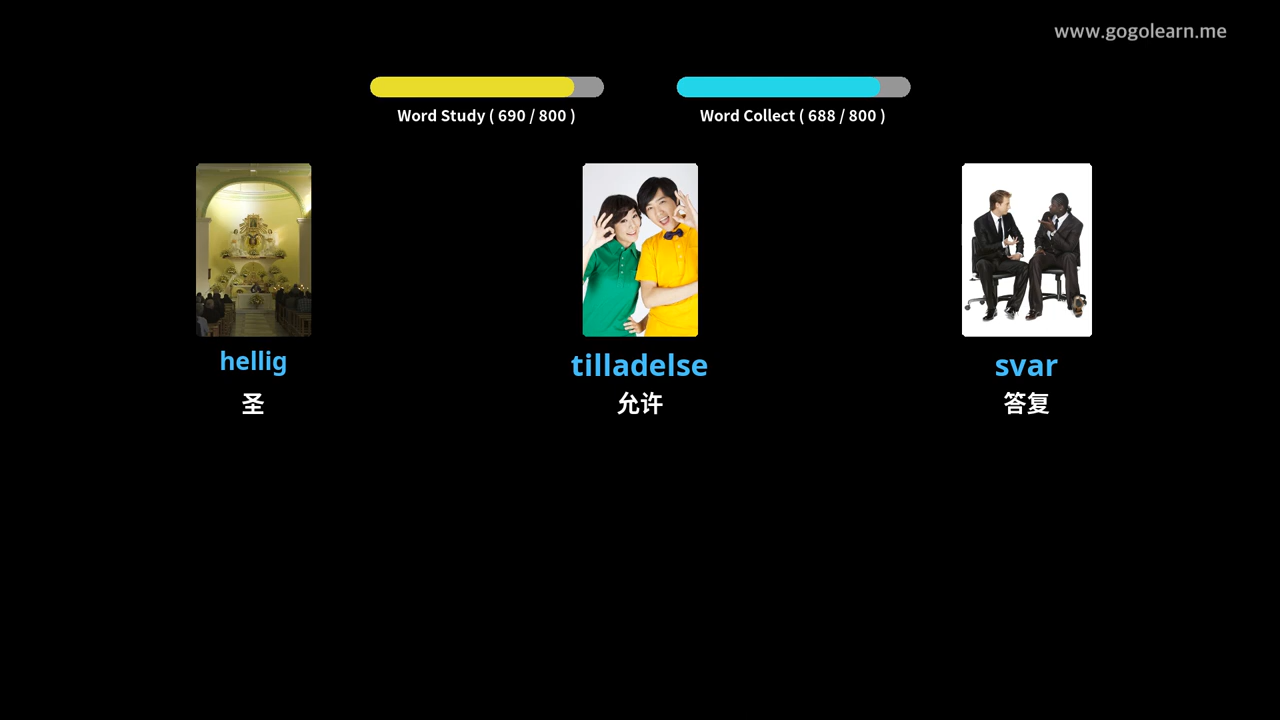 www.gogolearn.me
Word Study ( 690 / 800 )
Word Collect ( 688 / 800 )
hellig
圣
tilladelse
允许
svar
答复